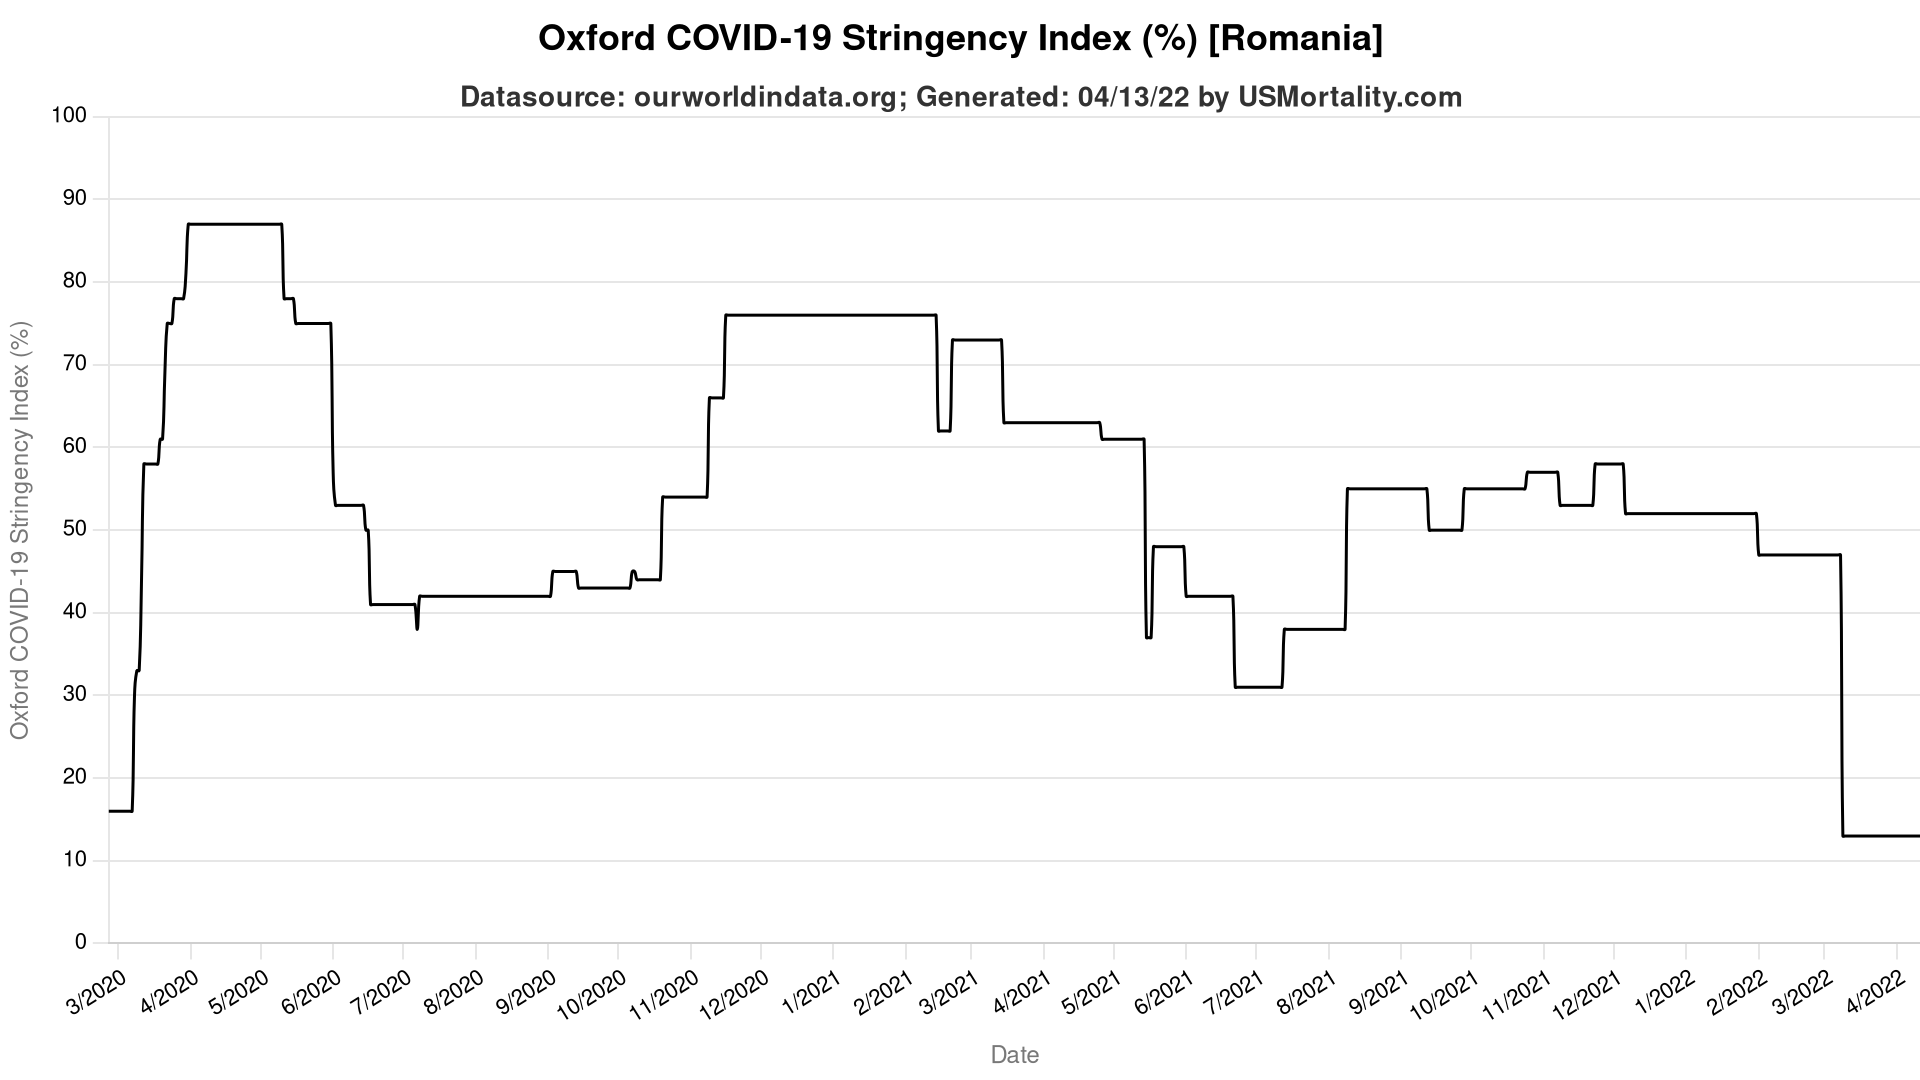 Oxford COVID-19 Stringency Index (%) [Romania]
Datasource: ourworldindata.org; Generated: 04/13/22 by USMortality.com
Oxford COVID-19 Stringency Index (%)
100
90
80
70
60
50
40
30
20
10
0
3/2020 4/2020 5/2020 6/2020 7/2020 8/2020 9/2020 10/2020 11/2020 12/2020 1/2021 2/2021 3/2021 4/2021 5/2021 6/2021 7/2021 8/2021 9/2021 10/2021 11/2021 12/2021 1/2022 2/2022 3/2022 4/2022
Date